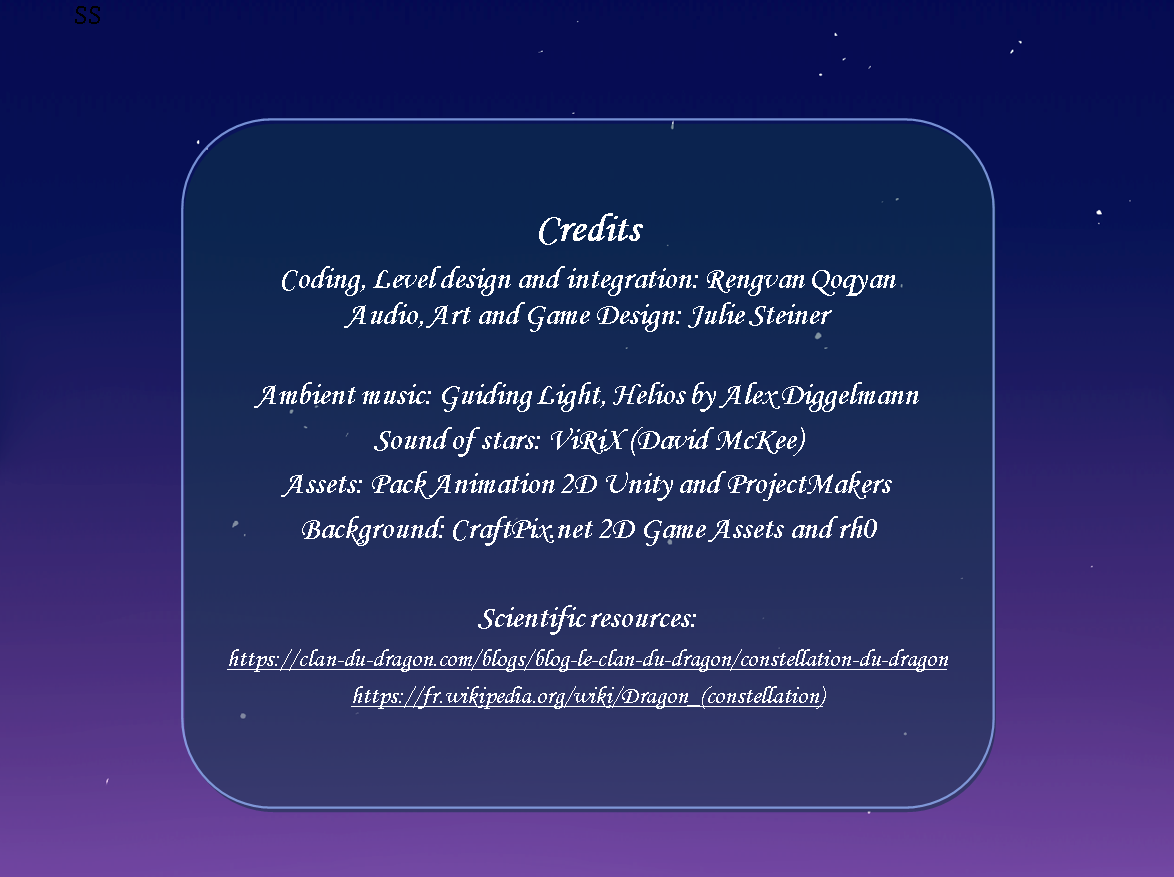 SS
Credits
Coding, Level design and integration: Rengvan Qoqyan
Audio, Art and Game Design: Julie Steiner
Ambient music: Guiding Light, Helios by Alex Diggelmann
Sound of stars: ViRiX (David McKee)
Assets: Pack Animation 2D Unity and ProjectMakers
Background: CraftPix.net 2D Game Assets and rh0
Scientific resources:
https://clan-du-dragon.com/blogs/blog-le-clan-du-dragon/constellation-du-dragon
https://fr.wikipedia.org/wiki/Dragon_(constellation)